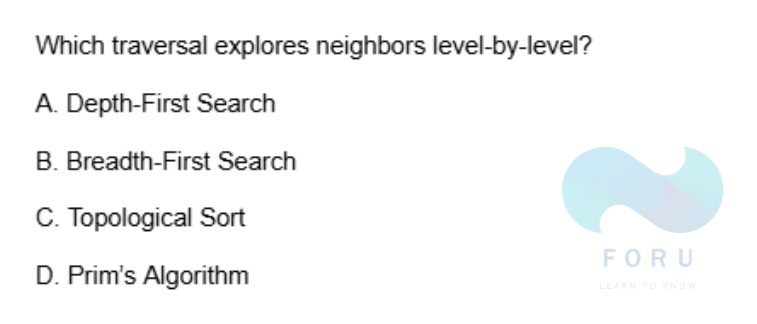 Which traversal explores neighbors level-by-level?
A. Depth-First Search
B. Breadth-First Search
C. Topological Sort
D. Prim’s Algorithm
FORU
LEARN TO KNOW